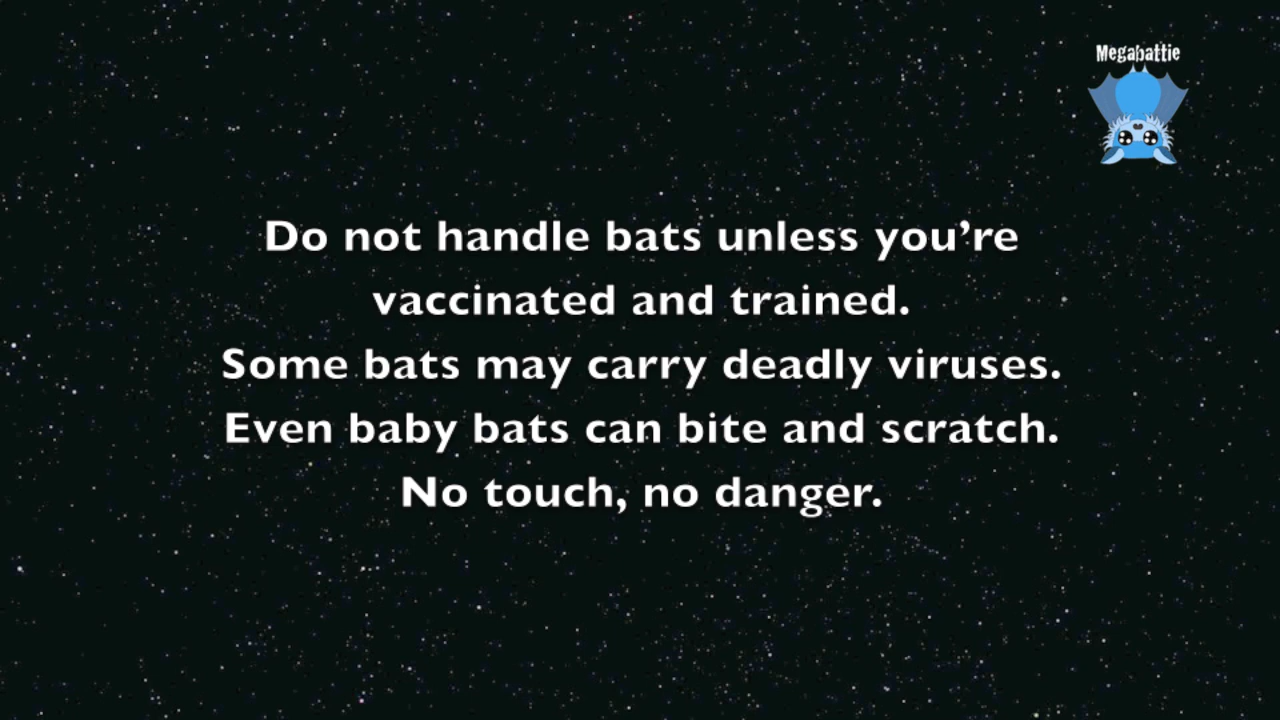 Megabattie
Do not handle bats unless you’re
vaccinated and trained.
Some bats may carry deadly viruses.
Even baby bats can bite and scratch.
No touch, no danger.